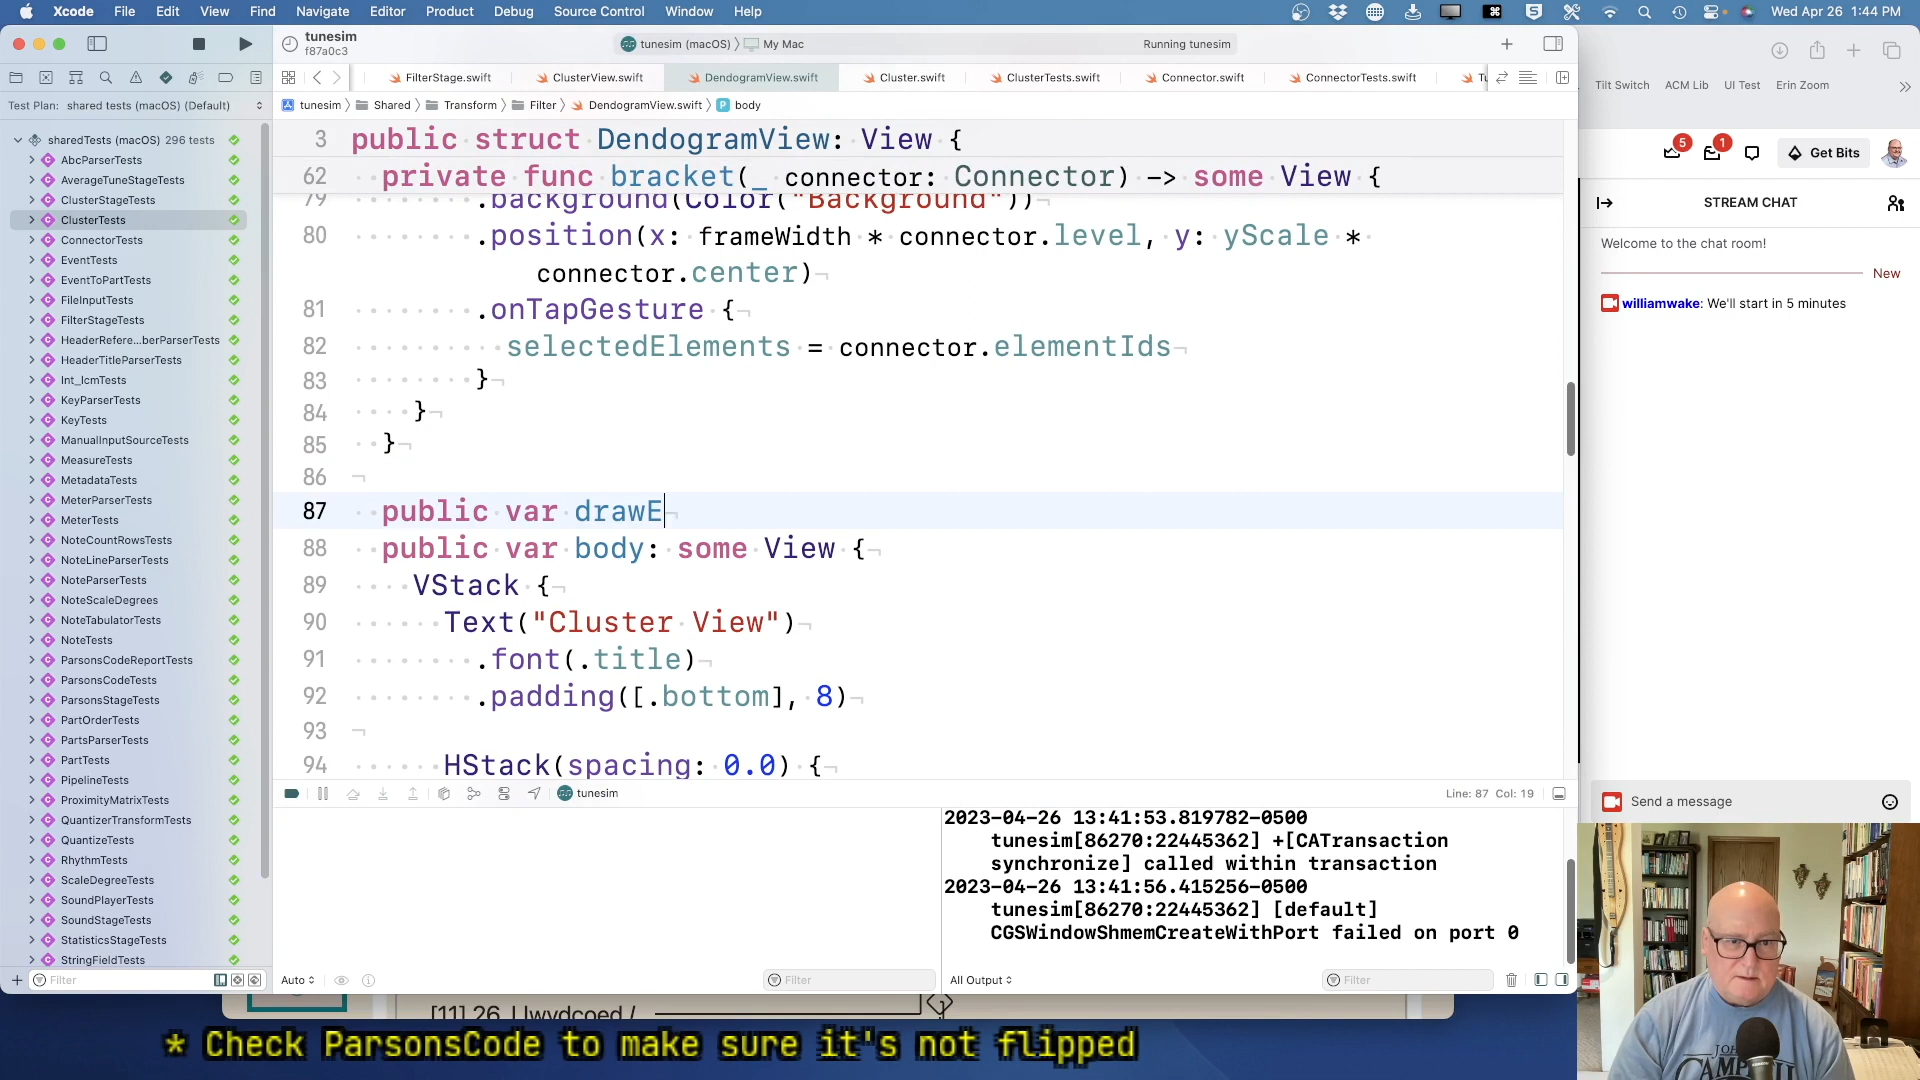 Xcode File Edit View Find Navigate Editor Product Debug Source Control Window Help
Wed Apr 26 1:44 PM
tunesim
f87a0c3
tunesim (macOS) My Mac
Running tunesim
FilterStage.swift
ClusterView.swift
DendogramView.swift
Cluster.swift
ClusterTests.swift
Connector.swift
ConnectorTests.swift
Test Plan: shared tests (macOS) (Default)
tunesim Shared Transform Filter DendogramView.swift body
sharedTests (macOS) 296 tests
AbcParserTests
AverageTuneStageTests
ClusterStageTests
ClusterTests
ConnectorTests
EventTests
EventToPartTests
FileInputTests
FilterStageTests
HeaderRefere...berParserTests
HeaderTitleParserTests
Int_lcmTests
KeyParserTests
KeyTests
ManualInputSourceTests
MeasureTests
MetadataTests
MeterParserTests
MeterTests
NoteCountRowsTests
NoteLineParserTests
NoteParserTests
NoteScaleDegrees
NoteTabulatorTests
NoteTests
ParsonsCodeReportTests
ParsonsCodeTests
ParsonsStageTests
PartOrderTests
PartsParserTests
PartTests
PipelineTests
ProximityMatrixTests
QuantizerTransformTests
QuantizeTests
RhythmTests
ScaleDegreeTests
SoundPlayerTests
SoundStageTests
StatisticsStageTests
StringFieldTests
Filter
3 public struct DendogramView: View {
62 private func bracket(_ connector: Connector) -> some View {
79 .background(Color("Background"))
80 .position(x: frameWidth * connector.level, y: yScale *
connector.center)
81 .onTapGesture {
82 selectedElements = connector.elementIds
83 }
84 }
85 }
86
87 public var drawE
88 public var body: some View {
89 VStack {
90 Text("Cluster View")
91 .font(.title)
92 .padding([.bottom], 8)
93
94 HStack(spacing: 0.0) {
tunesim
Line: 87 Col: 19
2023-04-26 13:41:53.819782-0500
tunesim[86270:22445362] +[CATransaction
synchronize] called within transaction
2023-04-26 13:41:56.415256-0500
tunesim[86270:22445362] [default]
CGSWindowShmemCreateWithPort failed on port 0
Auto
Filter
All Output
Filter
Tilt Switch ACM Lib UI Test Erin Zoom
5
1
Get Bits
STREAM CHAT
Welcome to the chat room!
New
williamwake: We'll start in 5 minutes
Send a message
[11] 26. Llwydcoed /
* Check ParsonsCode to make sure it's not flipped